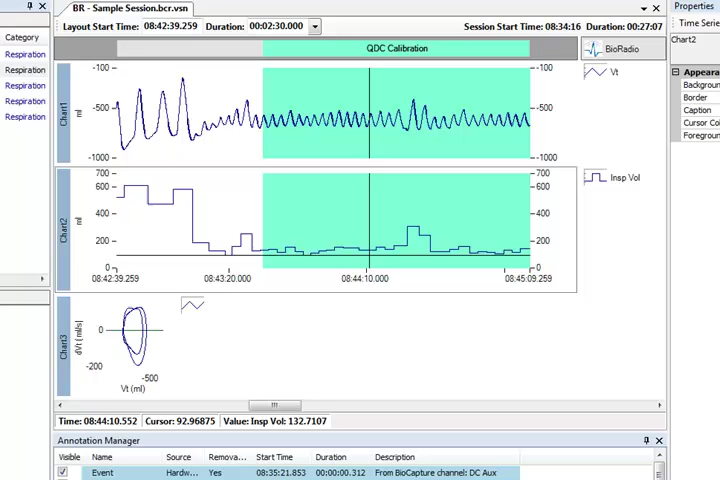 BR - Sample Session.bcr.vsn
Properties
Layout Start Time: 08:42:39.259 Duration: 00:02:30.000 Session Start Time: 08:34:16 Duration: 00:27:07
Time Serie
Category
Chart2
QDC Calibration
BioRadio
Respiration
Respiration
Respiration
Respiration
Respiration
Chart1
ml
-100
-500
-1000
-100
-500
-1000
Vt
Appeara
Backgroun
Border
Caption
Cursor Col
Foregroun
Chart2
ml
700
600
400
200
0
700
600
400
200
0
Insp Vol
08:42:39.259 08:43:20.000 08:44:10.000 08:45:09.259
Chart3
dVt (ml/s)
0
-200
-500
Vt (ml)
Time: 08:44:10.552 Cursor: 92.96875 Value: Insp Vol: 132.7107
Annotation Manager
Visible Name Source Remova... Start Time Duration Description
Event Hardw... Yes 08:35:21.853 00:00:00.312 From BioCapture channel: DC Aux